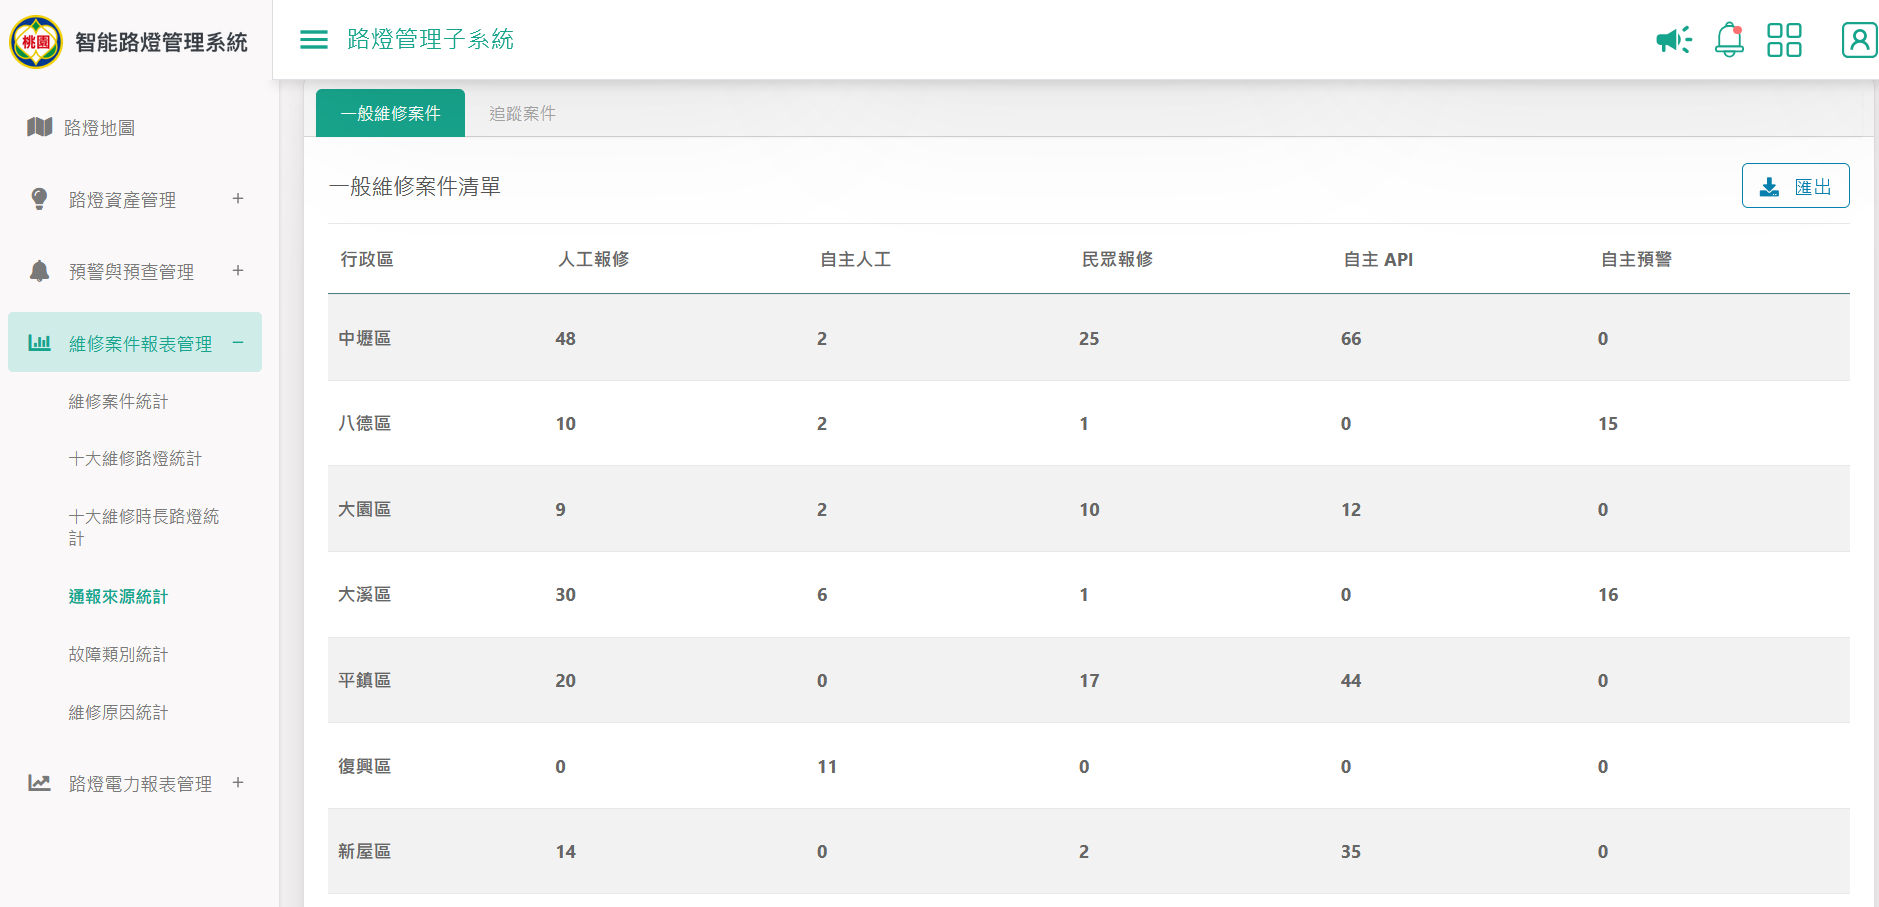 桃園
智能路燈管理系統
路燈管理子系統
路燈地圖
路燈資產管理 +
預警與預查管理 +
維修案件報表管理 −
維修案件統計
十大維修路燈統計
十大維修時長路燈統
計
通報來源統計
故障類別統計
維修原因統計
路燈電力報表管理 +
一般維修案件 追蹤案件
一般維修案件清單 匯出
行政區 人工報修 自主人工 民眾報修 自主 API 自主預警
中壢區 48 2 25 66 0
八德區 10 2 1 0 15
大園區 9 2 10 12 0
大溪區 30 6 1 0 16
平鎮區 20 0 17 44 0
復興區 0 11 0 0 0
新屋區 14 0 2 35 0